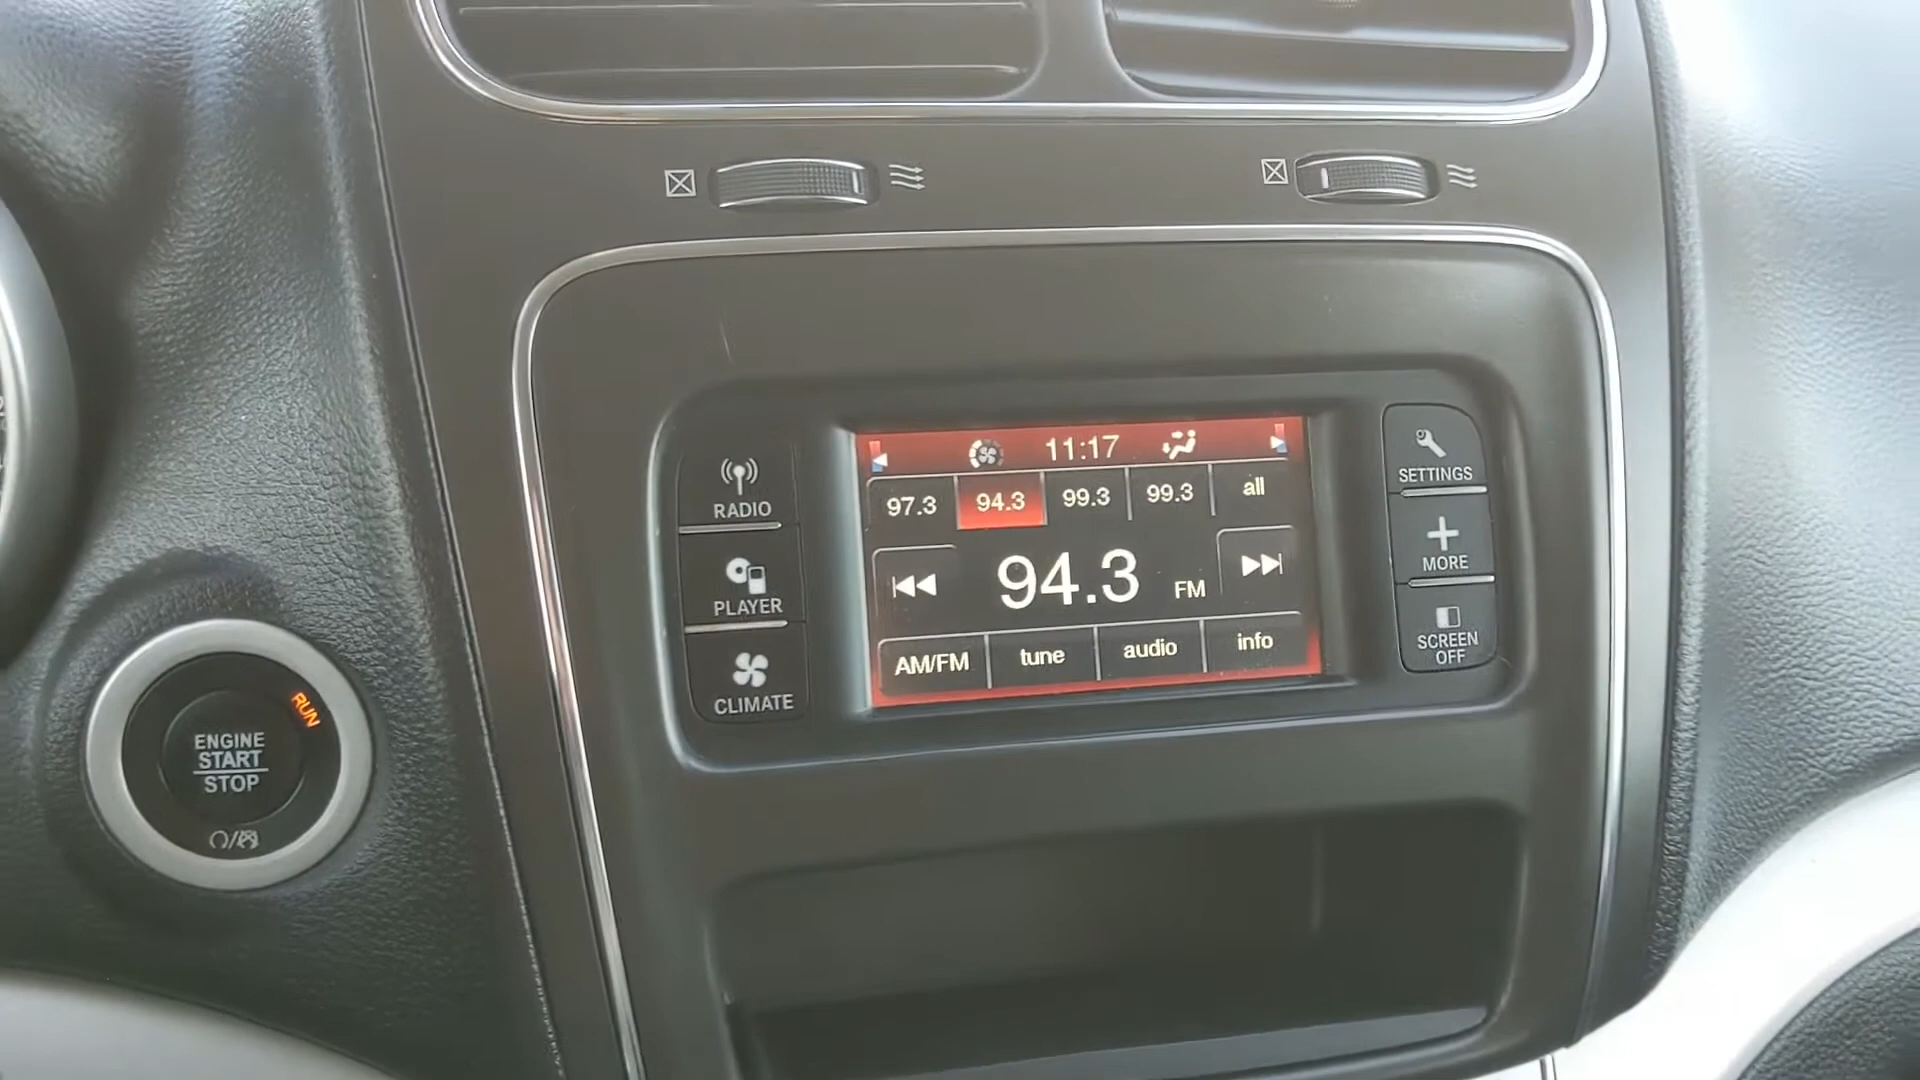 11:17
97.3 94.3 99.3 99.3 all
94.3 FM
AM/FM tune audio info
RADIO
PLAYER
CLIMATE
SETTINGS
MORE
SCREEN
OFF
RUN
ENGINE
START
STOP